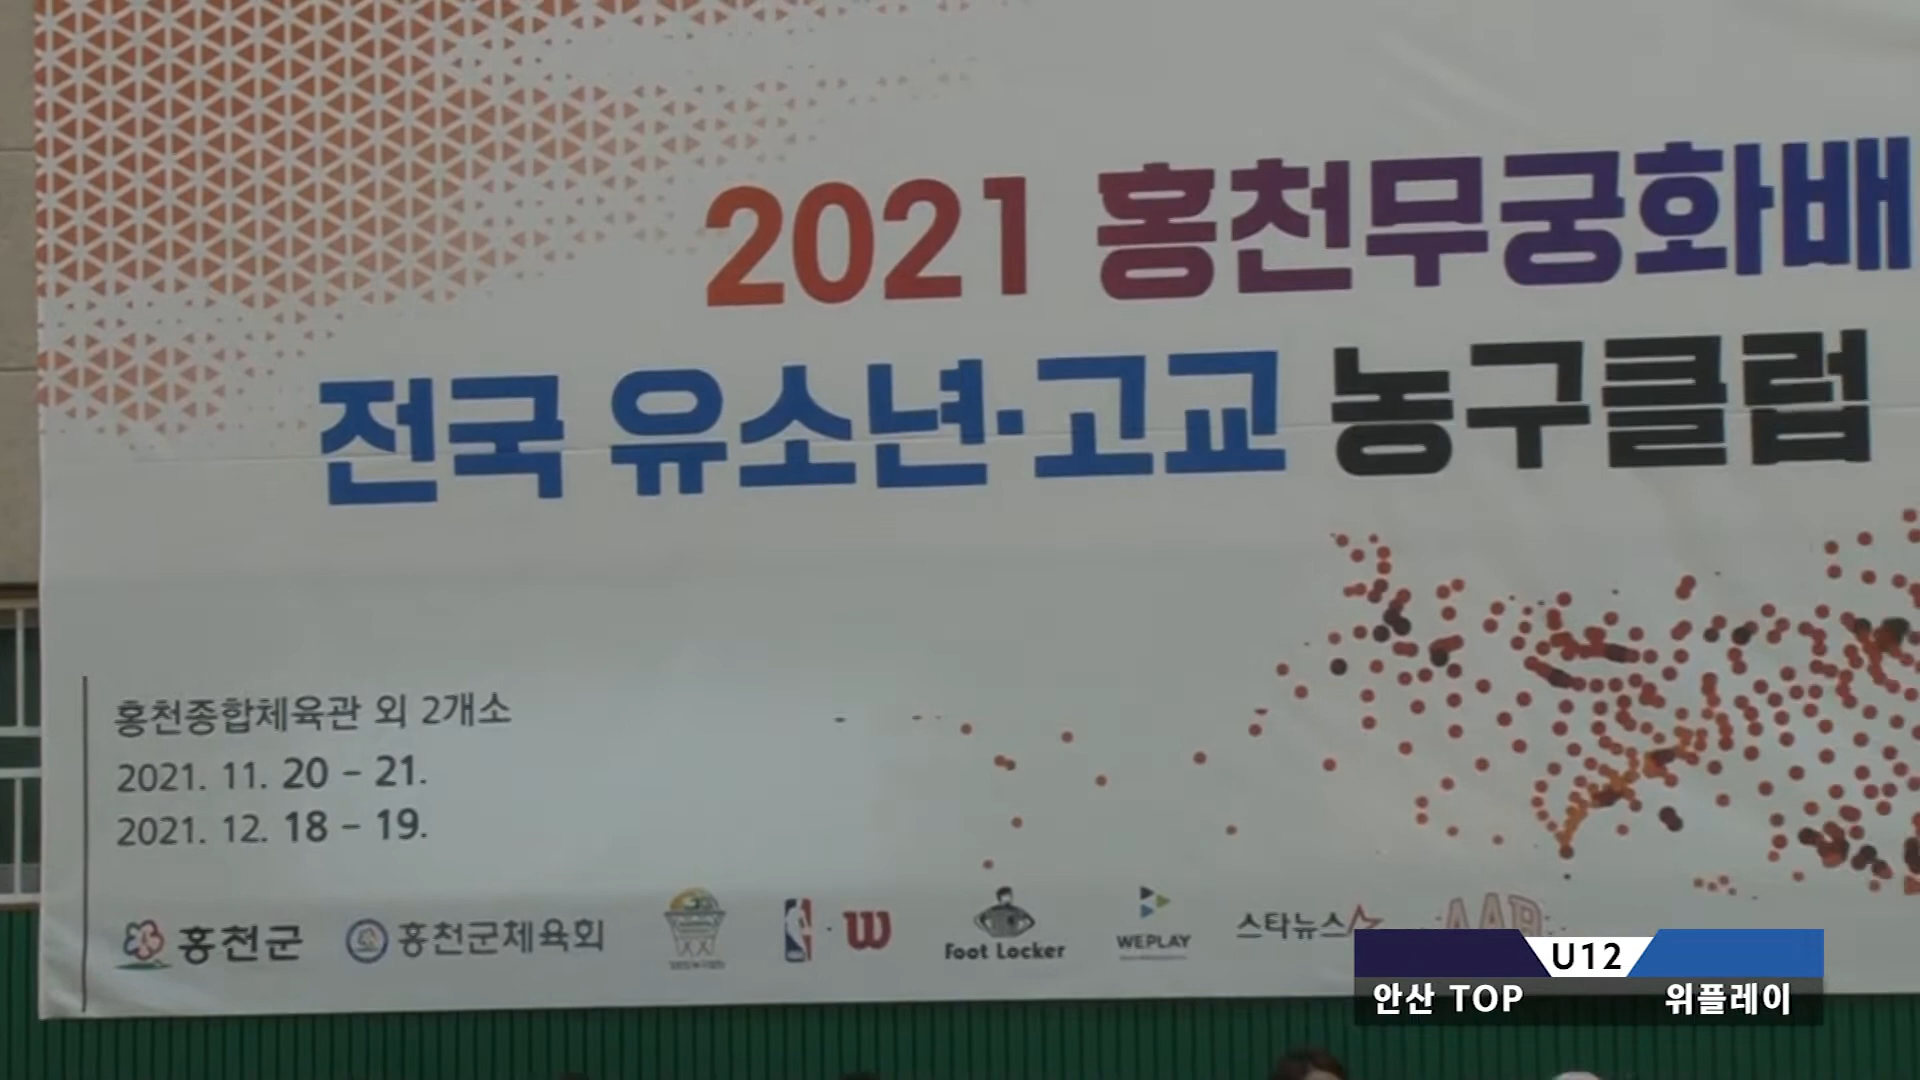 2021 홍천무궁화배
전국 유소년·고교 농구클럽
홍천종합체육관 외 2개소
2021. 11. 20 - 21.
2021. 12. 18 - 19.
홍천군
홍천군체육회
W
Foot Locker
WEPLAY
스타뉴스
U12
안산 TOP
위플레이